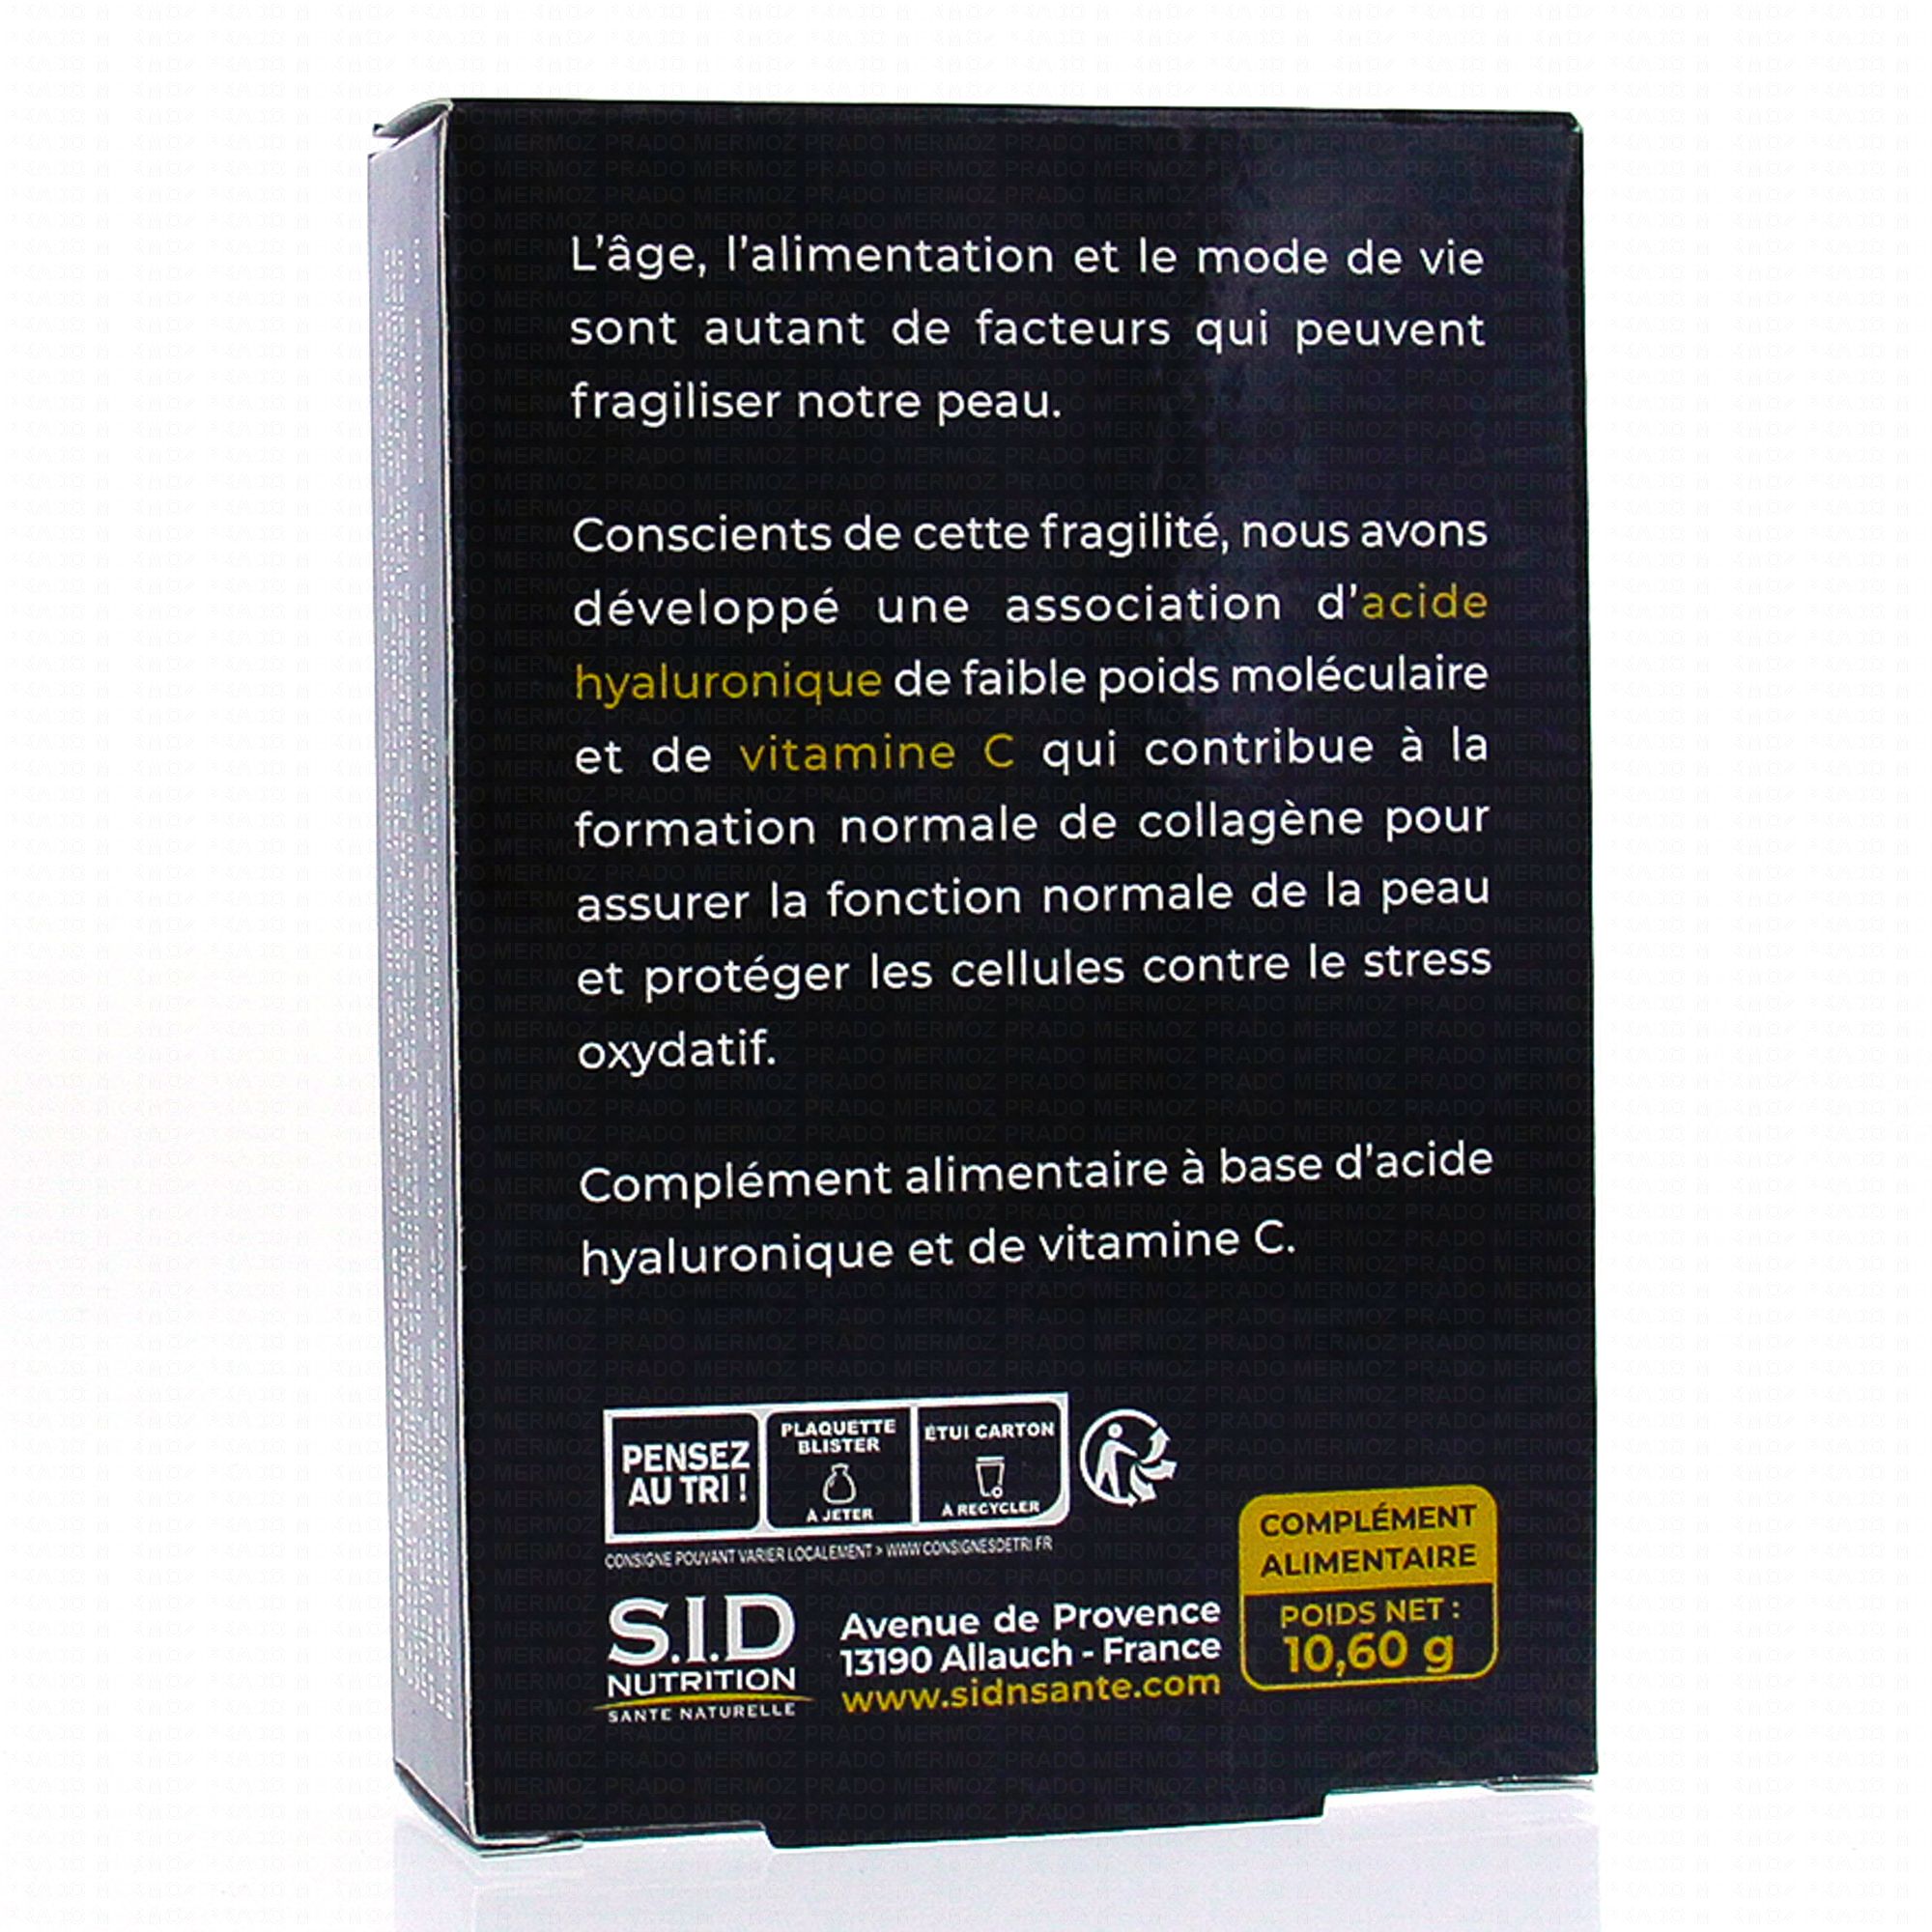 L'âge, l'alimentation et le mode de vie
sont autant de facteurs qui peuvent
fragiliser notre peau.
Conscients de cette fragilité, nous avons
développé une association d'acide
hyaluronique de faible poids moléculaire
et de vitamine C qui contribue à la
formation normale de collagène pour
assurer la fonction normale de la peau
et protéger les cellules contre le stress
oxydatif.
Complément alimentaire à base d'acide
hyaluronique et de vitamine C.
PENSEZ
AU TRI !
PLAQUETTE
BLISTER
À JETER
ÉTUI CARTON
À RECYCLER
CONSIGNE POUVANT VARIER LOCALEMENT > WWW.CONSIGNESDETRI.FR
S.I.D
NUTRITION
SANTE NATURELLE
Avenue de Provence
13190 Allauch - France
www.sidnsante.com
COMPLÉMENT
ALIMENTAIRE
POIDS NET :
10,60 g